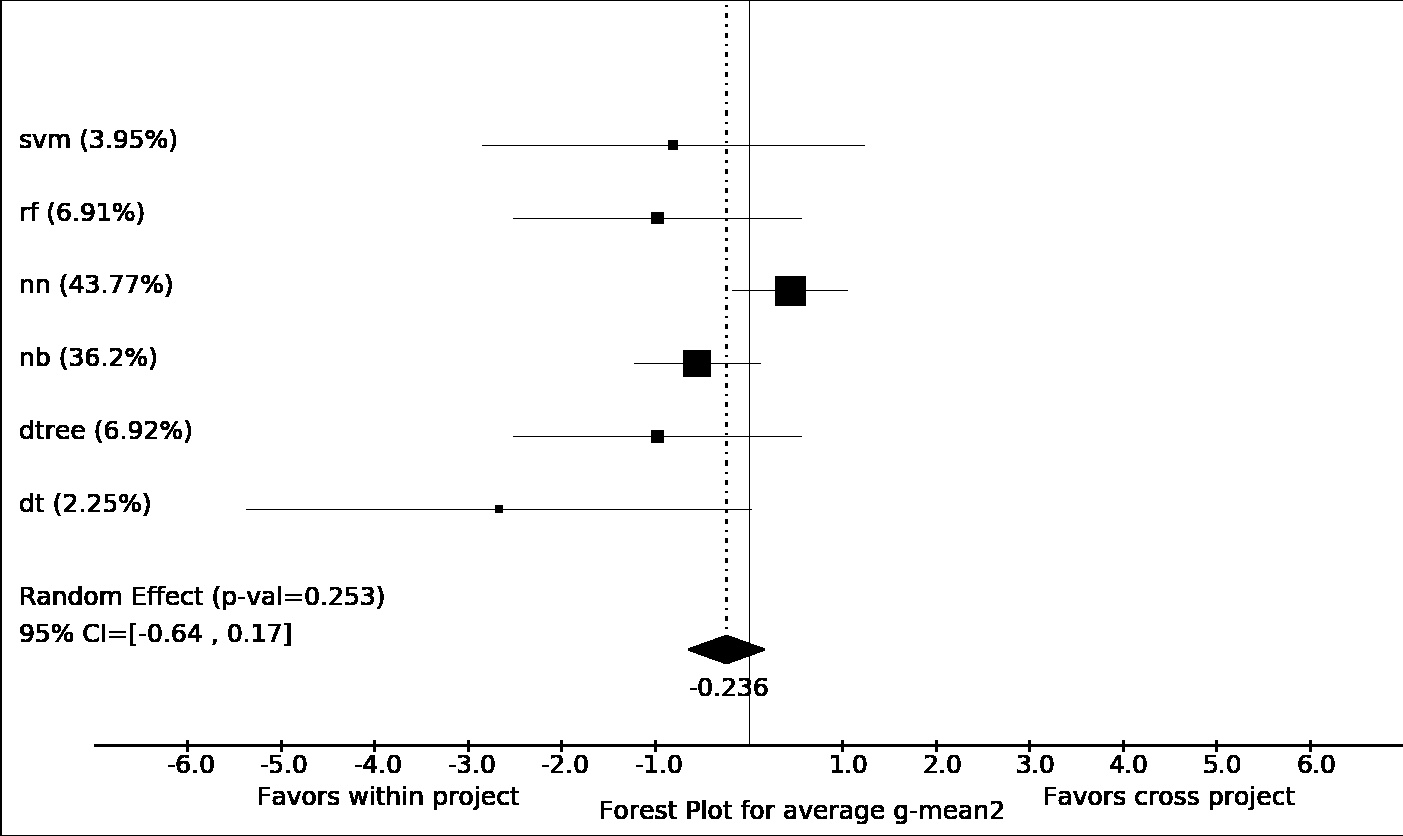 svm (3.95%)
rf (6.91%)
nn (43.77%)
nb (36.2%)
dtree (6.92%)
dt (2.25%)
Random Effect (p-val=0.253)
95% CI=[-0.64 , 0.17]
-0.236
-6.0 -5.0 -4.0 -3.0 -2.0 -1.0 1.0 2.0 3.0 4.0 5.0 6.0
Favors within project Favors cross project
Forest Plot for average g-mean2